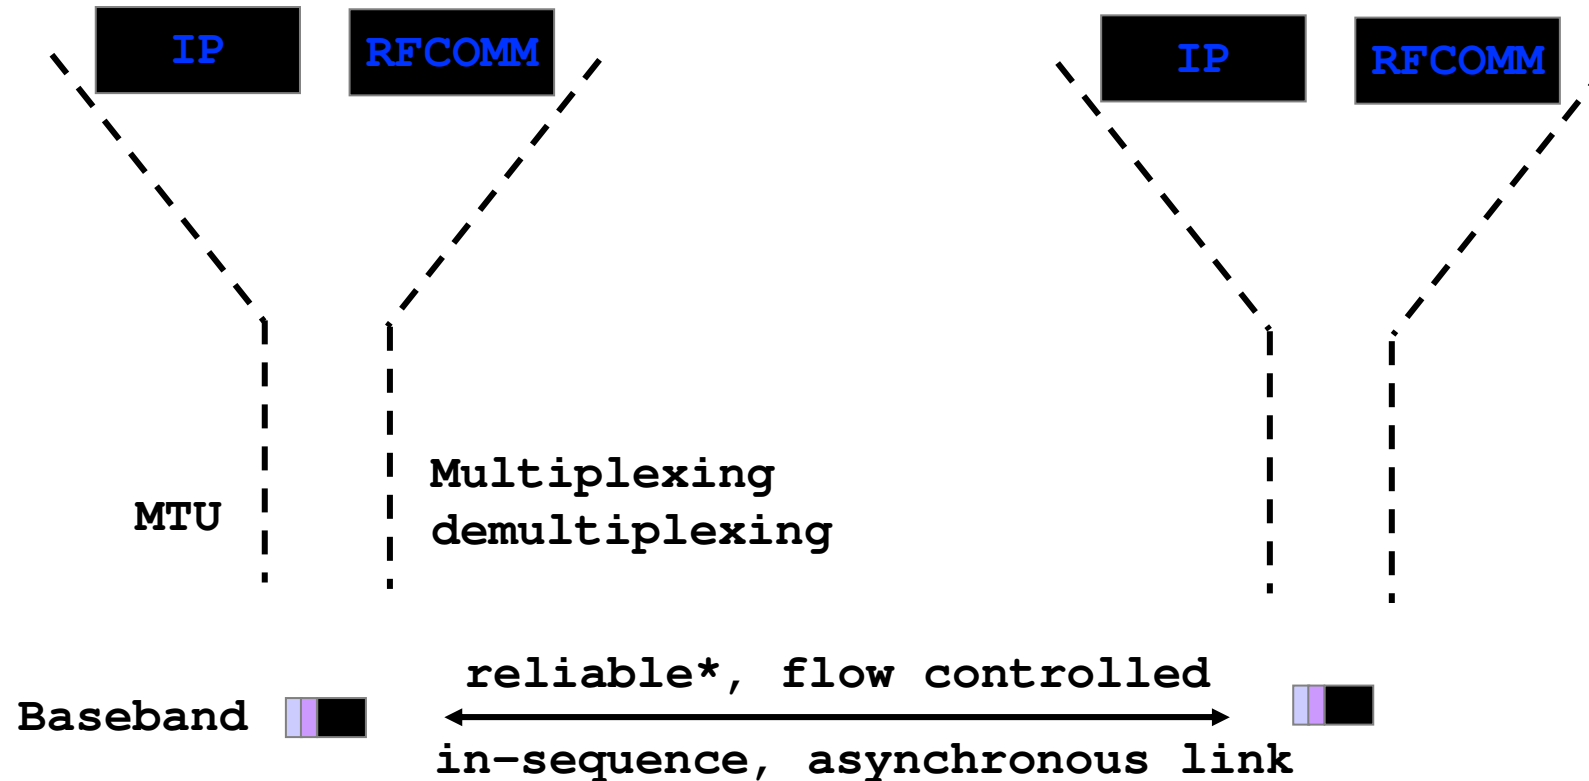 IP RFCOMM IP RFCOMM
Multiplexing
MTU
demultiplexing
reliable*, flow controlled
Baseband
in-sequence, asynchronous link